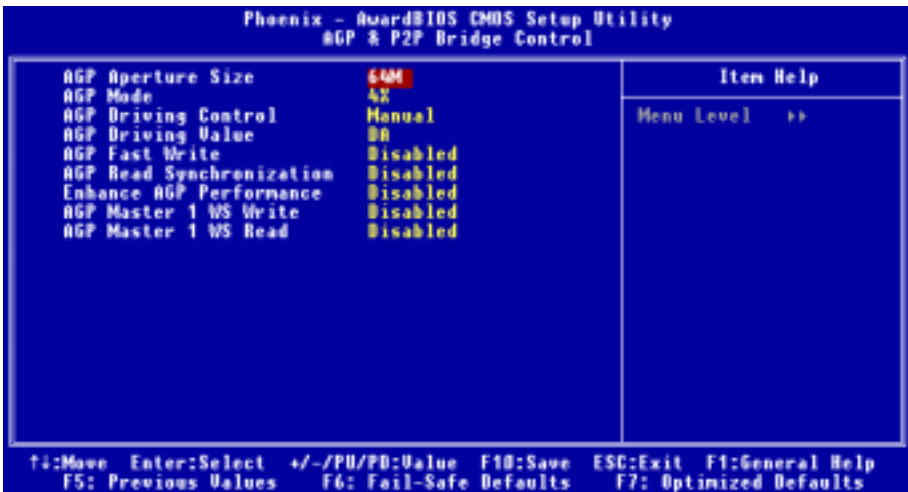 Phoenix - AwardBIOS CMOS Setup Utility
AGP & P2P Bridge Control
AGP Aperture Size 64M
AGP Mode 4X
AGP Driving Control Manual
AGP Driving Value DA
AGP Fast Write Disabled
AGP Read Synchronization Disabled
Enhance AGP Performance Disabled
AGP Master 1 WS Write Disabled
AGP Master 1 WS Read Disabled
Item Help
Menu Level ▸▸
↑↓:Move Enter:Select +/-/PU/PD:Value F10:Save ESC:Exit F1:General Help
F5: Previous Values F6: Fail-Safe Defaults F7: Optimized Defaults